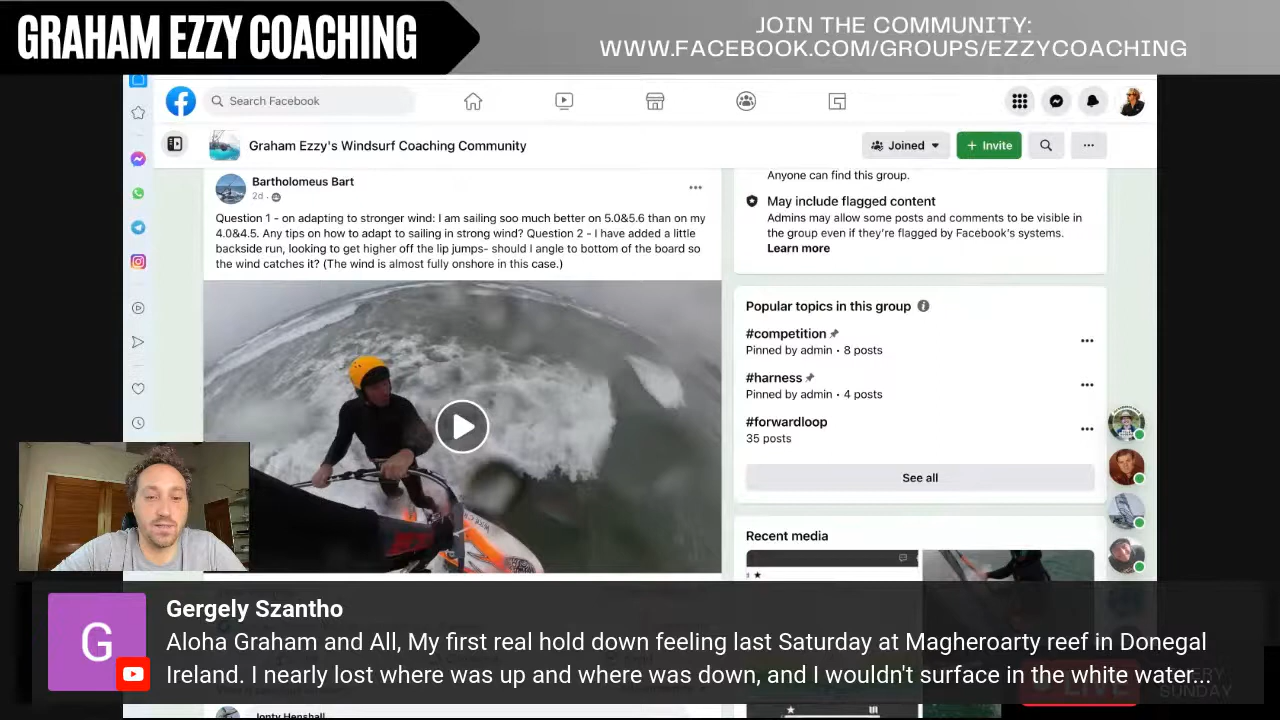 GRAHAM EZZY COACHING
JOIN THE COMMUNITY:
WWW.FACEBOOK.COM/GROUPS/EZZYCOACHING
Search Facebook
Graham Ezzy's Windsurf Coaching Community
Joined
+ Invite
Bartholomeus Bart
2d
Question 1 - on adapting to stronger wind: I am sailing soo much better on 5.0&5.6 than on my
4.0&4.5. Any tips on how to adapt to sailing in strong wind? Question 2 - I have added a little
backside run, looking to get higher off the lip jumps- should I angle to bottom of the board so
the wind catches it? (The wind is almost fully onshore in this case.)
Anyone can find this group.
May include flagged content
Admins may allow some posts and comments to be visible in
the group even if they're flagged by Facebook's systems.
Learn more
Popular topics in this group
#competition
Pinned by admin • 8 posts
#harness
Pinned by admin • 4 posts
#forwardloop
35 posts
See all
Recent media
G
Gergely Szantho
Aloha Graham and All, My first real hold down feeling last Saturday at Magheroarty reef in Donegal
Ireland. I nearly lost where was up and where was down, and I wouldn't surface in the white water...
LIVE
EVERY
SUNDAY
Jonty Henshall